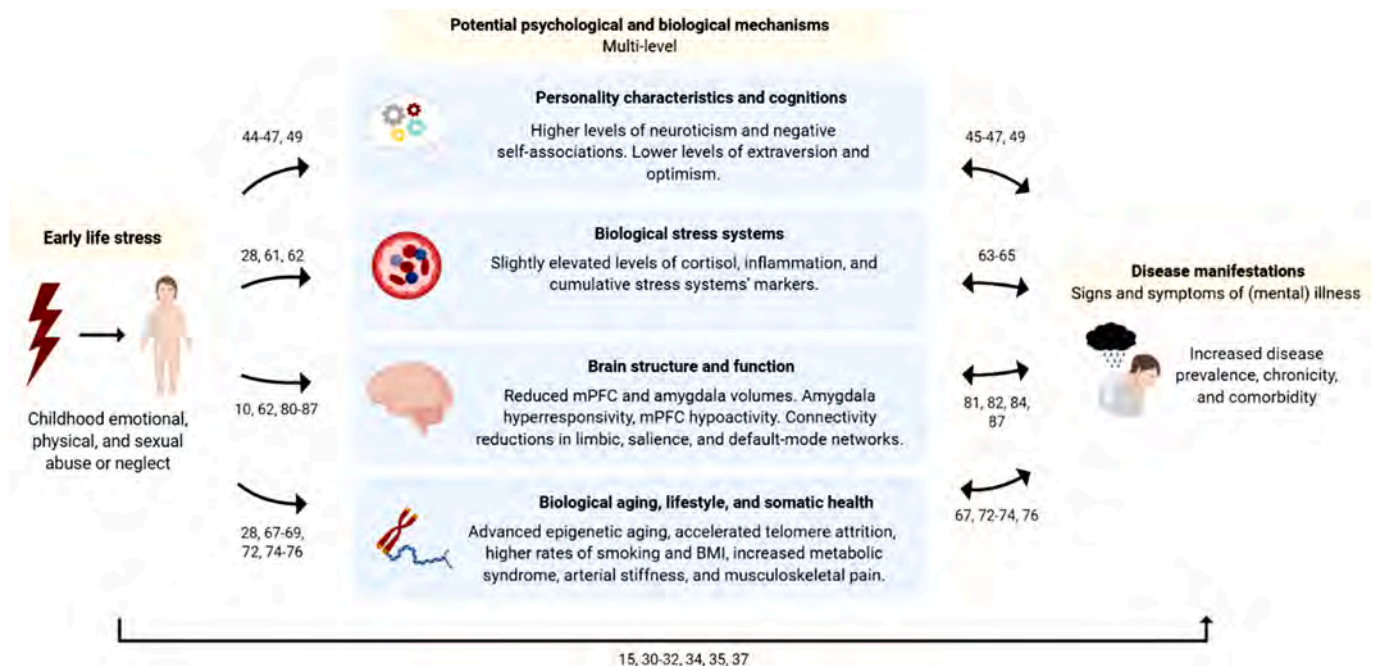 Potential psychological and biological mechanisms
Multi-level
Personality characteristics and cognitions
Higher levels of neuroticism and negative
self-associations. Lower levels of extraversion and
optimism.
44-47, 49
45-47, 49
Early life stress
Childhood emotional,
physical, and sexual
abuse or neglect
28, 61, 62
Biological stress systems
Slightly elevated levels of cortisol, inflammation, and
cumulative stress systems' markers.
63-65
Disease manifestations
Signs and symptoms of (mental) illness
Increased disease
prevalence, chronicity,
and comorbidity
10, 62, 80-87
Brain structure and function
Reduced mPFC and amygdala volumes. Amygdala
hyperresponsivity, mPFC hypoactivity. Connectivity
reductions in limbic, salience, and default-mode networks.
81, 82, 84,
87
28, 67-69,
72, 74-76
Biological aging, lifestyle, and somatic health
Advanced epigenetic aging, accelerated telomere attrition,
higher rates of smoking and BMI, increased metabolic
syndrome, arterial stiffness, and musculoskeletal pain.
67, 72-74, 76
15, 30-32, 34, 35, 37